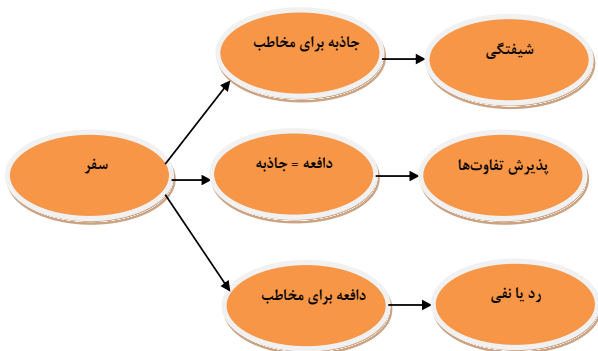 جاذبه برای مخاطب
شیفتگی
سفر
دافعه = جاذبه
پذیرش تفاوت‌ها
دافعه برای مخاطب
رد یا نفی